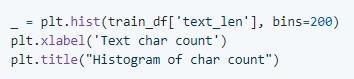 _ = plt.hist(train_df['text_len'], bins=200)
plt.xlabel('Text char count')
plt.title("Histogram of char count")